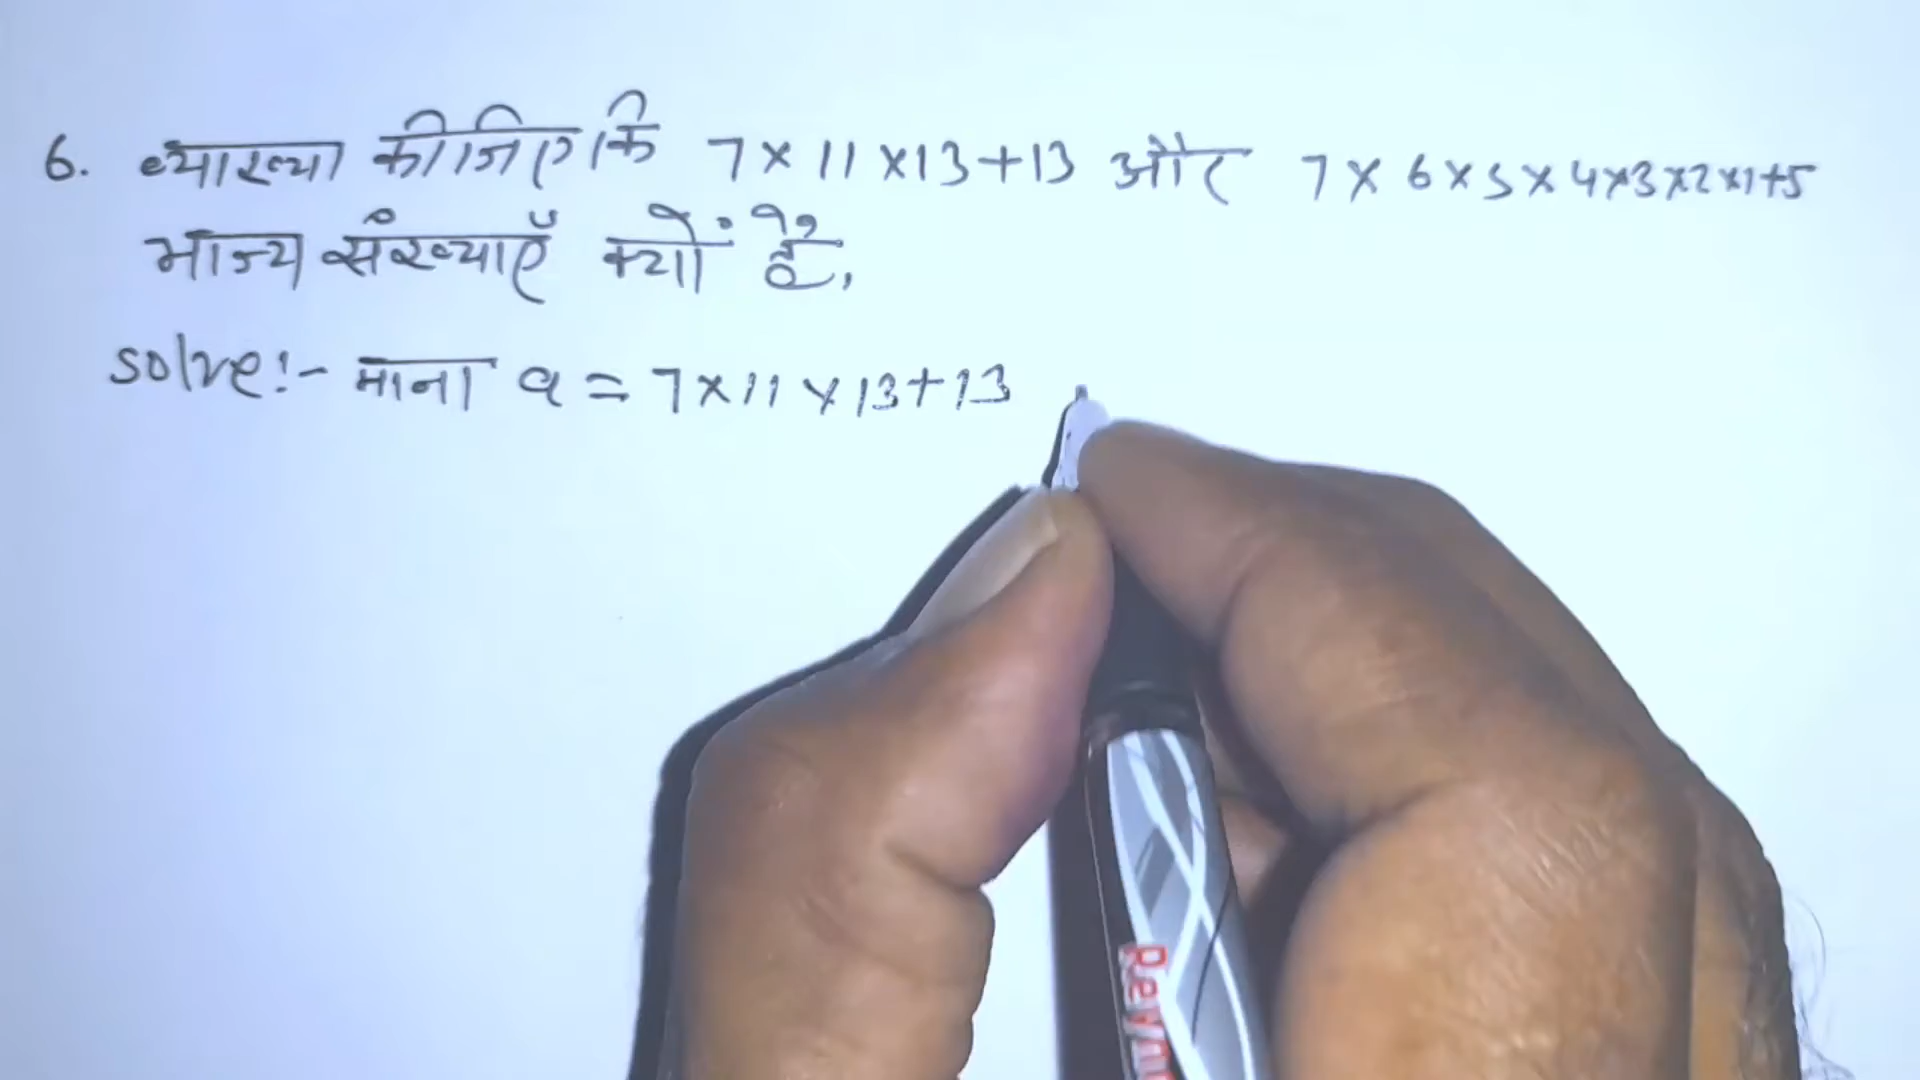 6. व्याख्या कीजिए कि 7×11×13+13 और 7×6×5×4×3×2×1+5
भाज्य संख्याएँ क्यों हैं,
solve:- माना a = 7×11×13+13
Reyn